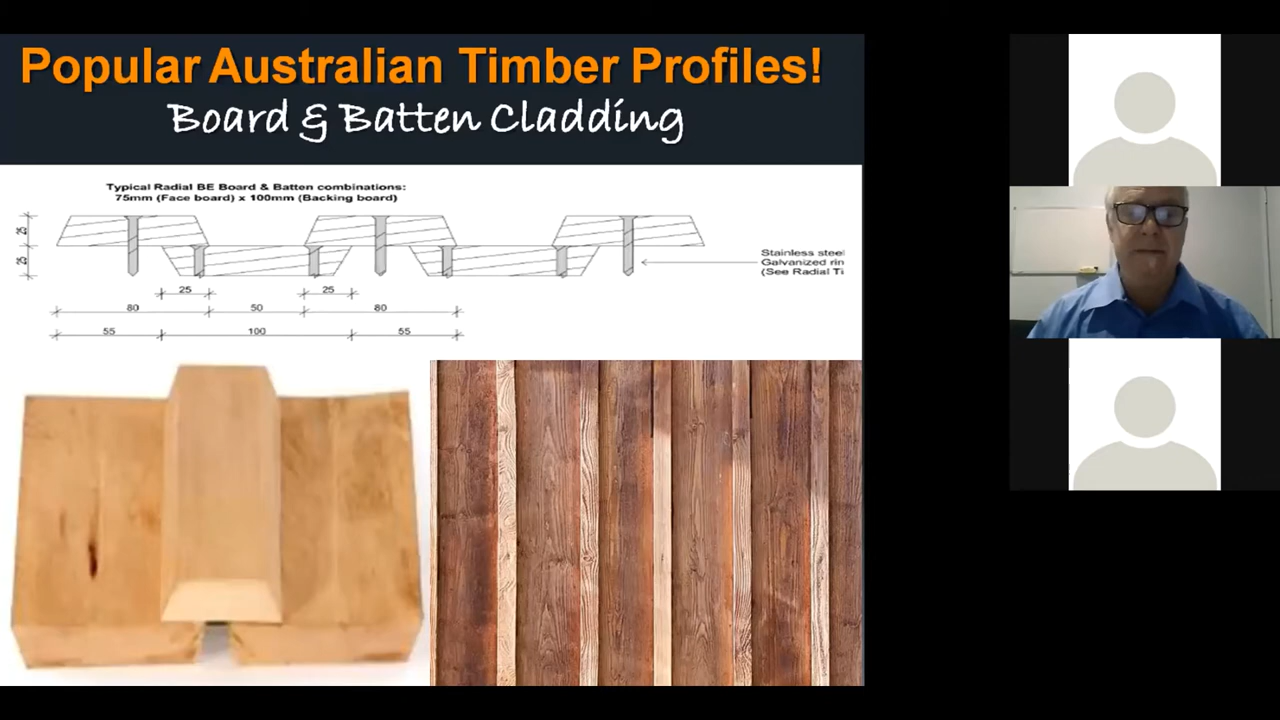 Popular Australian Timber Profiles!
Board & Batten Cladding
Typical Radial BE Board & Batten combinations:
75mm (Face board) x 100mm (Backing board)
25
25
Stainless steel
Galvanized rin
(See Radial Ti
25
25
80
50
80
55
100
55